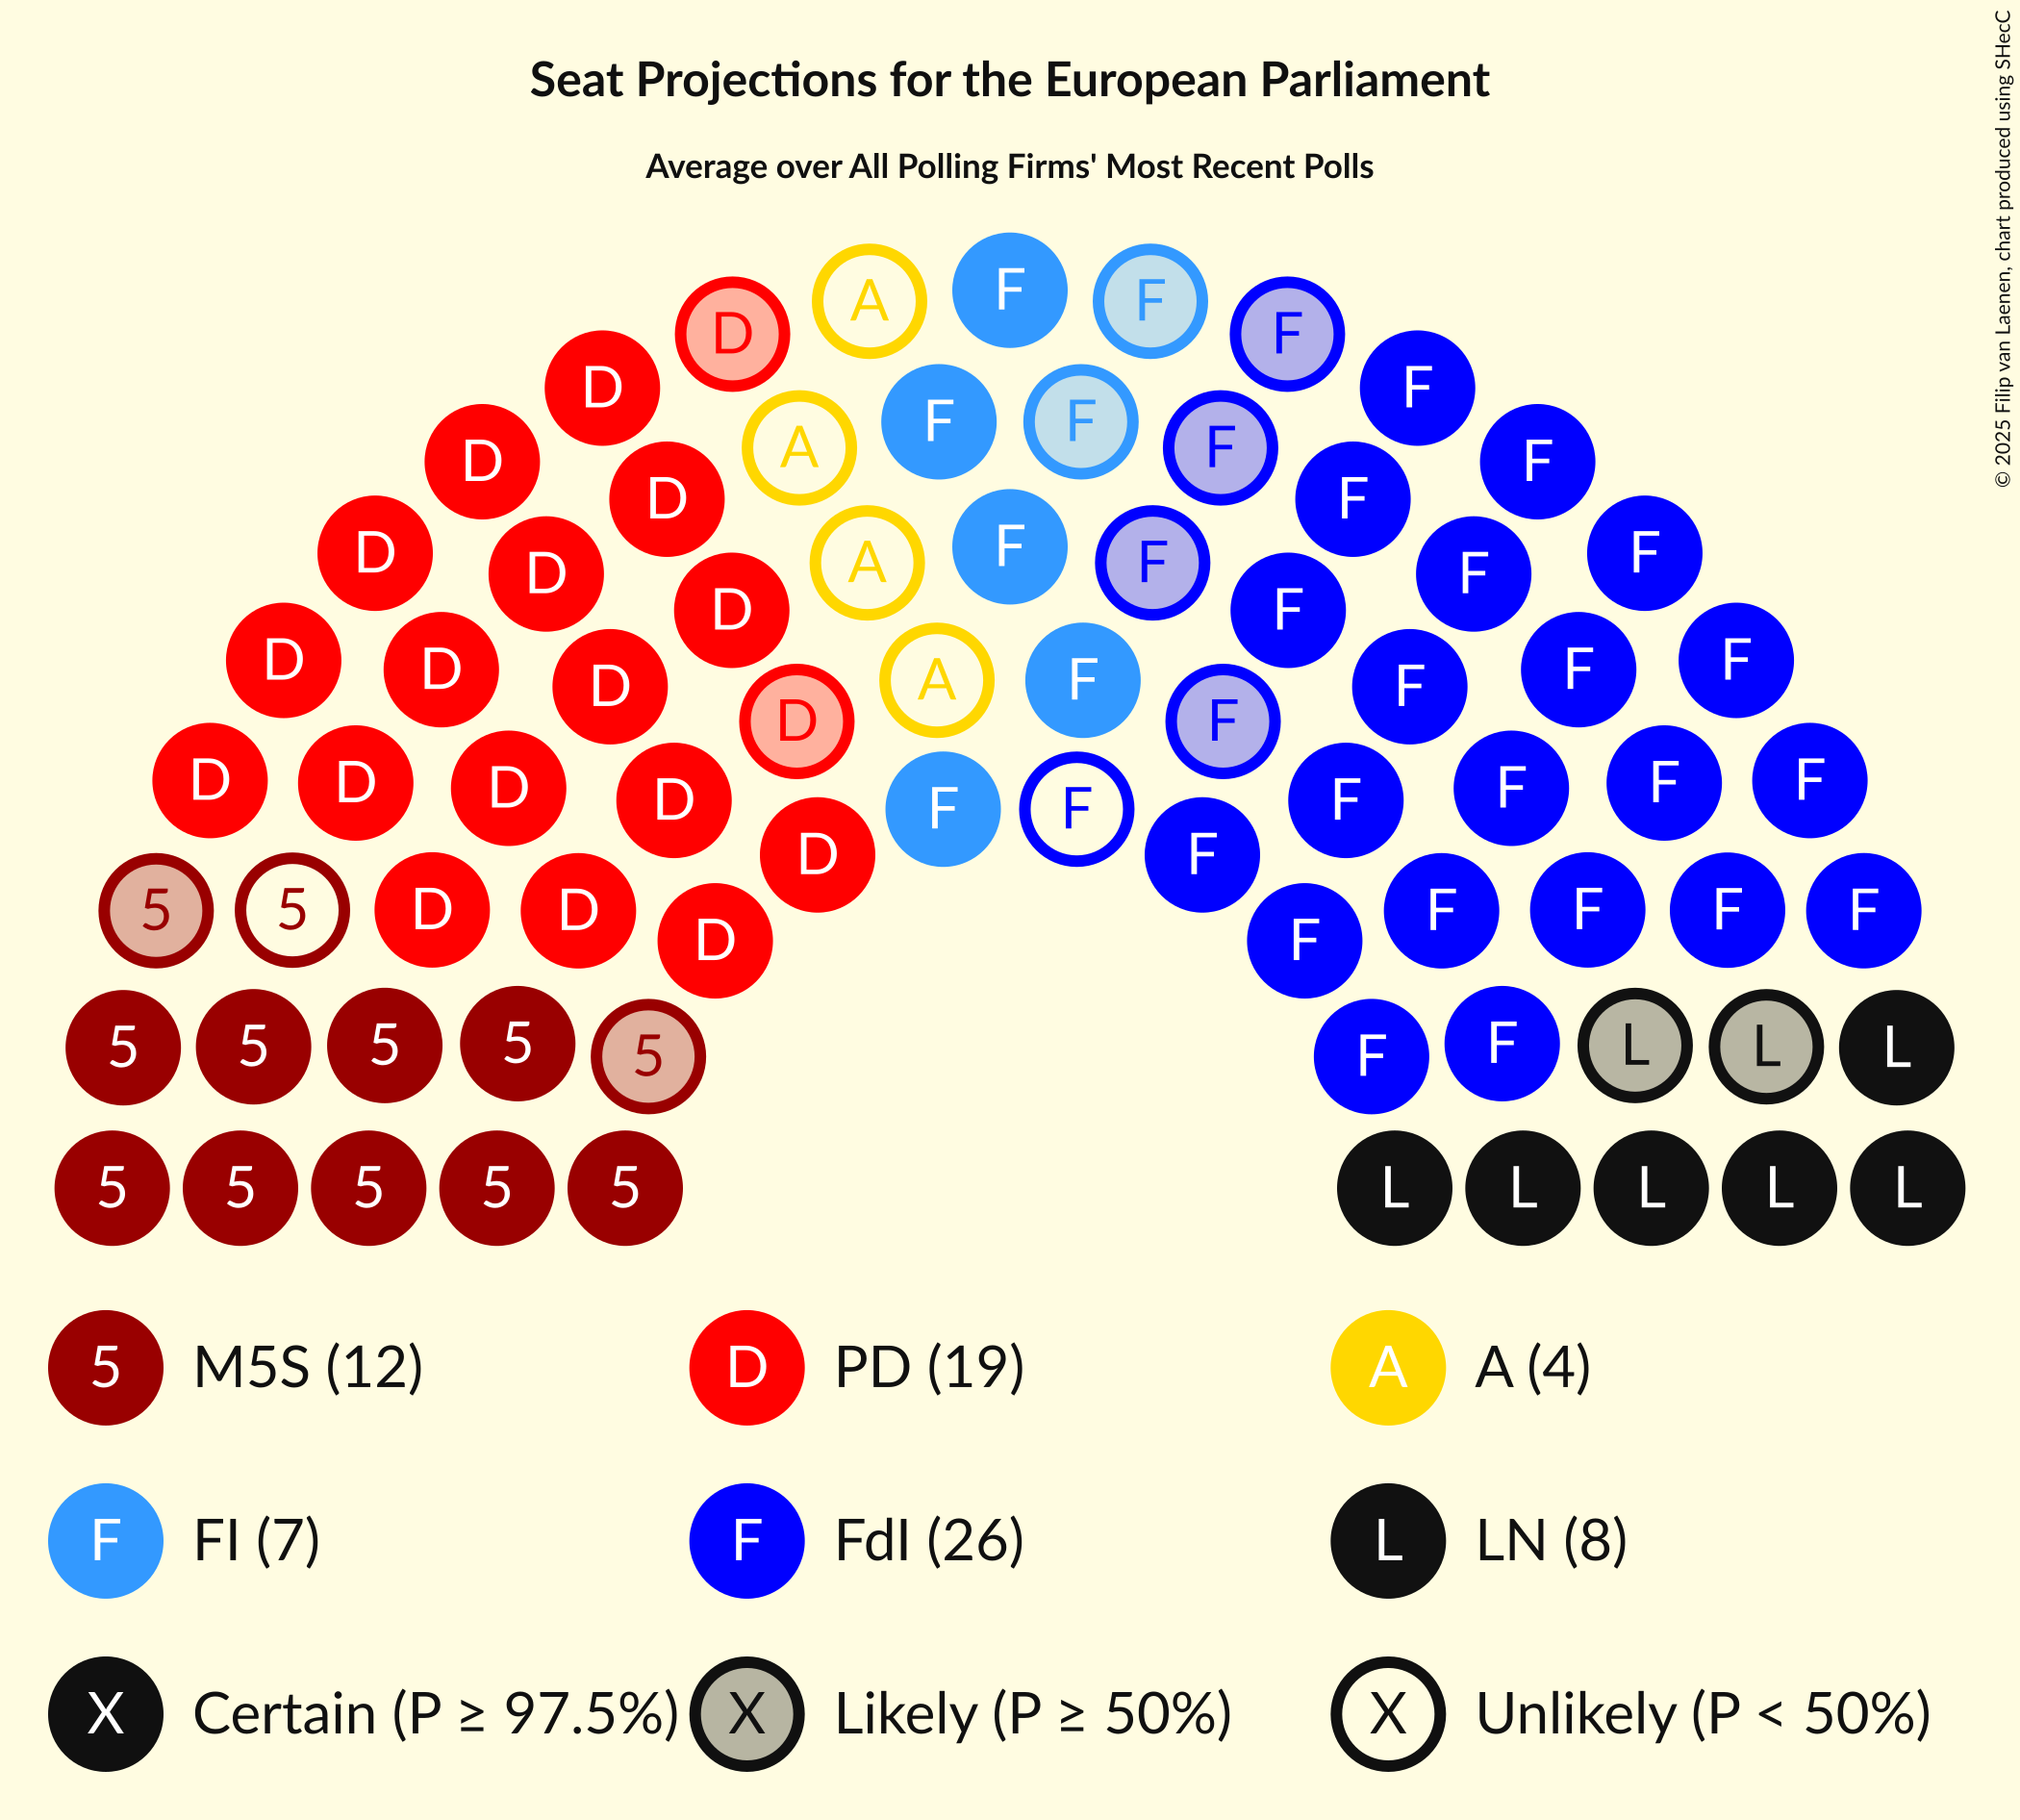 Seat Projections for the European Parliament
Average over All Polling Firms' Most Recent Polls
© 2025 Filip van Laenen, chart produced using SHecC
D A F F F
D F
A F F F
D F
D F
D D A F F F F
D F
D D D A F F F F
D F
D D D D F F F F F F
D F
5 5 D D D F F F F F
5 5 5 5 5 F F L L L
5 5 5 5 5 L L L L L
5 M5S (12) D PD (19) A A (4)
F FI (7) F FdI (26) L LN (8)
X Certain (P ≥ 97.5%) X Likely (P ≥ 50%) X Unlikely (P < 50%)